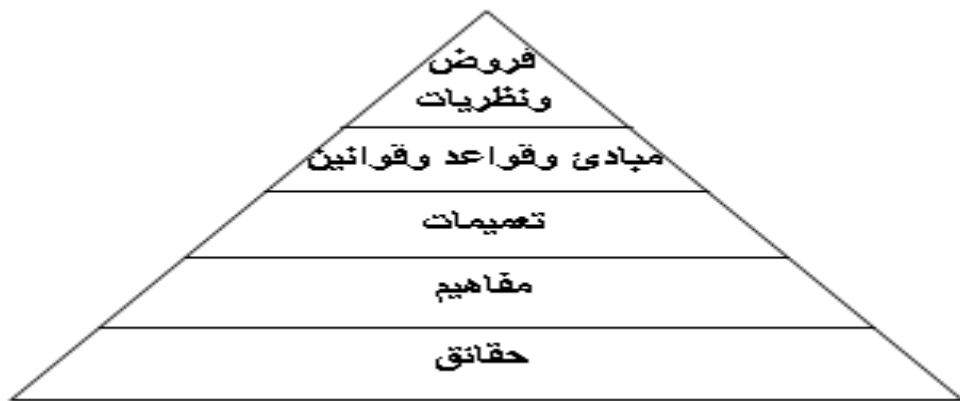 فروض
ونظريات
مبادئ وقواعد وقوانين
تعميمات
مفاهيم
حقائق